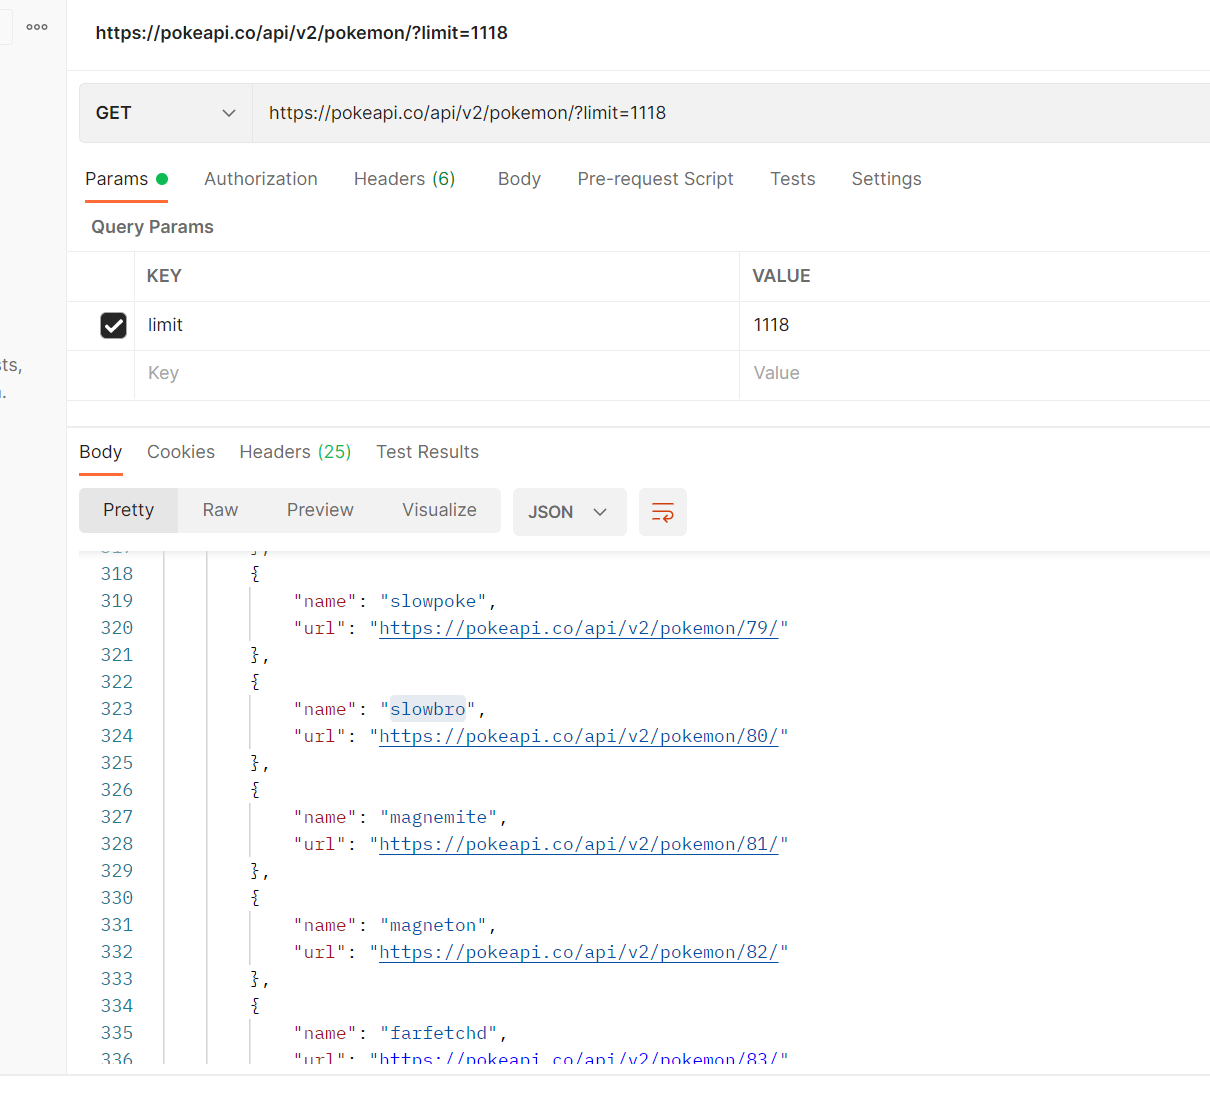 https://pokeapi.co/api/v2/pokemon/?limit=1118
GET https://pokeapi.co/api/v2/pokemon/?limit=1118
Params Authorization Headers (6) Body Pre-request Script Tests Settings
Query Params
KEY VALUE
limit 1118
Key Value
Body Cookies Headers (25) Test Results
Pretty Raw Preview Visualize JSON
318 {
319 "name": "slowpoke",
320 "url": "https://pokeapi.co/api/v2/pokemon/79/"
321 },
322 {
323 "name": "slowbro",
324 "url": "https://pokeapi.co/api/v2/pokemon/80/"
325 },
326 {
327 "name": "magnemite",
328 "url": "https://pokeapi.co/api/v2/pokemon/81/"
329 },
330 {
331 "name": "magneton",
332 "url": "https://pokeapi.co/api/v2/pokemon/82/"
333 },
334 {
335 "name": "farfetchd",
336 "url": "https://pokeapi.co/api/v2/pokemon/83/"